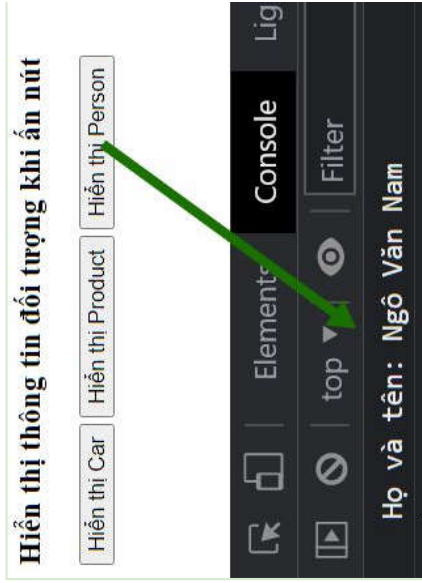 Hiển thị thông tin đối tượng khi ấn nút
Hiển thị Car Hiển thị Product Hiển thị Person
Elements Console Lig
top Filter
Họ và tên: Ngô Văn Nam